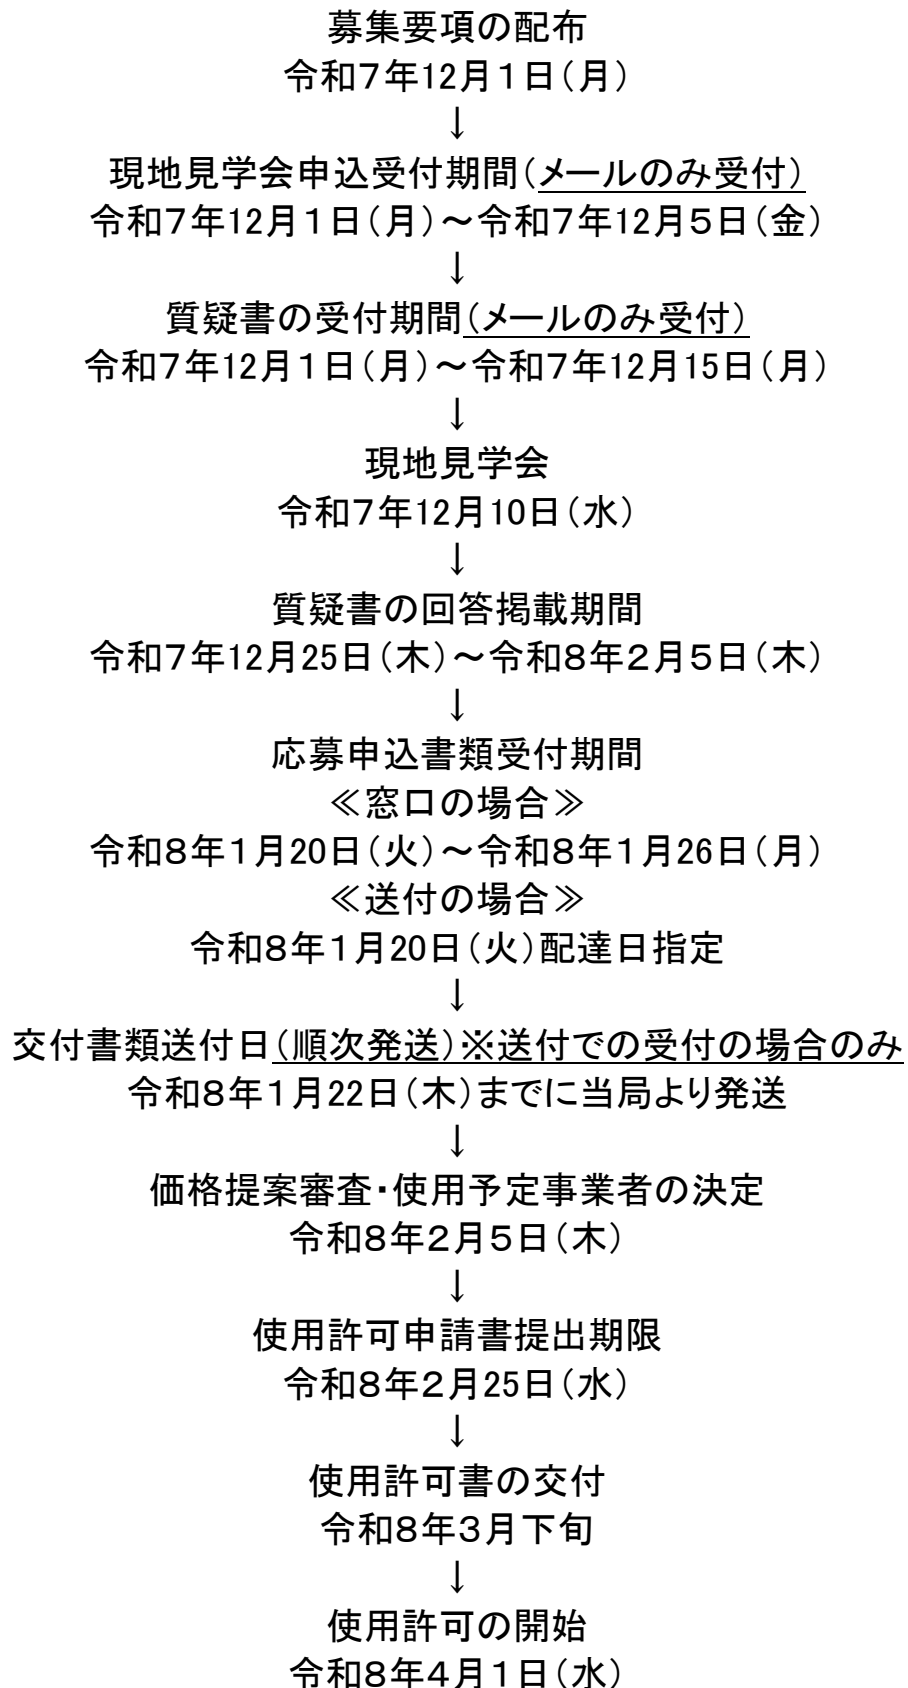 募集要項の配布
令和７年12月１日（月）
↓
現地見学会申込受付期間（メールのみ受付）
令和７年12月１日（月）～令和７年12月５日（金）
↓
質疑書の受付期間（メールのみ受付）
令和７年12月１日（月）～令和７年12月15日（月）
↓
現地見学会
令和７年12月10日（水）
↓
質疑書の回答掲載期間
令和７年12月25日（木）～令和８年２月５日（木）
↓
応募申込書類受付期間
≪窓口の場合≫
令和８年１月20日（火）～令和８年１月26日（月）
≪送付の場合≫
令和８年１月20日（火）配達日指定
↓
交付書類送付日（順次発送）※送付での受付の場合のみ
令和８年１月22日（木）までに当局より発送
↓
価格提案審査・使用予定事業者の決定
令和８年２月５日（木）
↓
使用許可申請書提出期限
令和８年２月25日（水）
↓
使用許可書の交付
令和８年３月下旬
↓
使用許可の開始
令和８年４月１日（水）